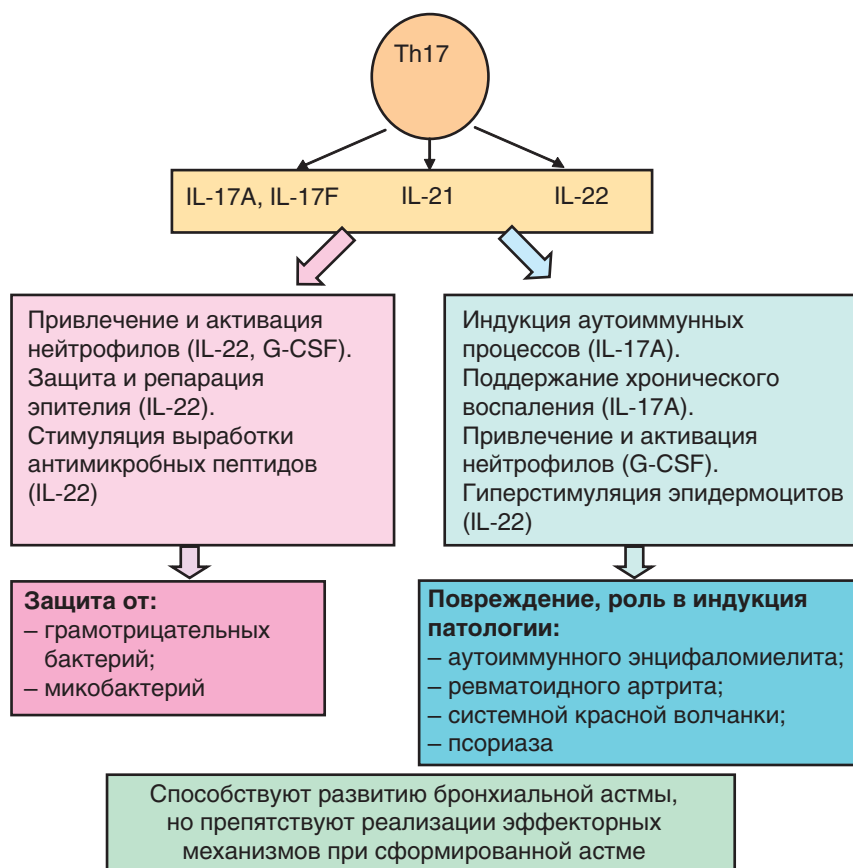 Th17
IL-17A, IL-17F IL-21 IL-22
Привлечение и активация
нейтрофилов (IL-22, G-CSF).
Защита и репарация
эпителия (IL-22).
Стимуляция выработки
антимикробных пептидов
(IL-22)
Индукция аутоиммунных
процессов (IL-17A).
Поддержание хронического
воспаления (IL-17A).
Привлечение и активация
нейтрофилов (G-CSF).
Гиперстимуляция эпидермоцитов
(IL-22)
Защита от:
– грамотрицательных
бактерий;
– микобактерий
Повреждение, роль в индукция
патологии:
– аутоиммунного энцифаломиелита;
– ревматоидного артрита;
– системной красной волчанки;
– псориаза
Способствуют развитию бронхиальной астмы,
но препятствуют реализации эффекторных
механизмов при сформированной астме